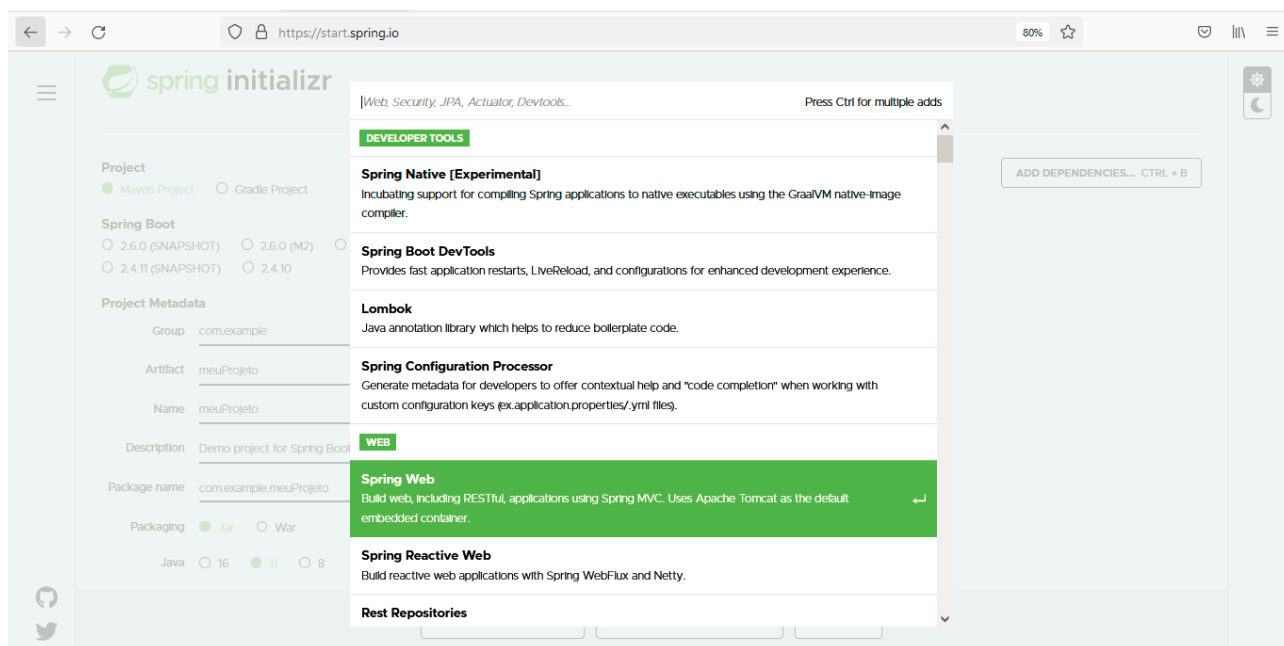 https://start.spring.io
80%
spring initializr
Web, Security, JPA, Actuator, Devtools...
Press Ctrl for multiple adds
DEVELOPER TOOLS
Spring Native [Experimental]
Incubating support for compiling Spring applications to native executables using the GraalVM native-image
compiler.
Spring Boot DevTools
Provides fast application restarts, LiveReload, and configurations for enhanced development experience.
Lombok
Java annotation library which helps to reduce boilerplate code.
Spring Configuration Processor
Generate metadata for developers to offer contextual help and "code completion" when working with
custom configuration keys (ex.application.properties/.yml files).
WEB
Spring Web
Build web, including RESTful, applications using Spring MVC. Uses Apache Tomcat as the default
embedded container.
Spring Reactive Web
Build reactive web applications with Spring WebFlux and Netty.
Rest Repositories
Project
Maven Project
Gradle Project
Spring Boot
2.6.0 (SNAPSHOT)
2.6.0 (M2)
2.4.11 (SNAPSHOT)
2.4.10
Project Metadata
Group
com.example
Artifact
meuProjeto
Name
meuProjeto
Description
Demo project for Spring Boot
Package name
com.example.meuProjeto
Packaging
Jar
War
Java
16
11
8
ADD DEPENDENCIES... CTRL + B